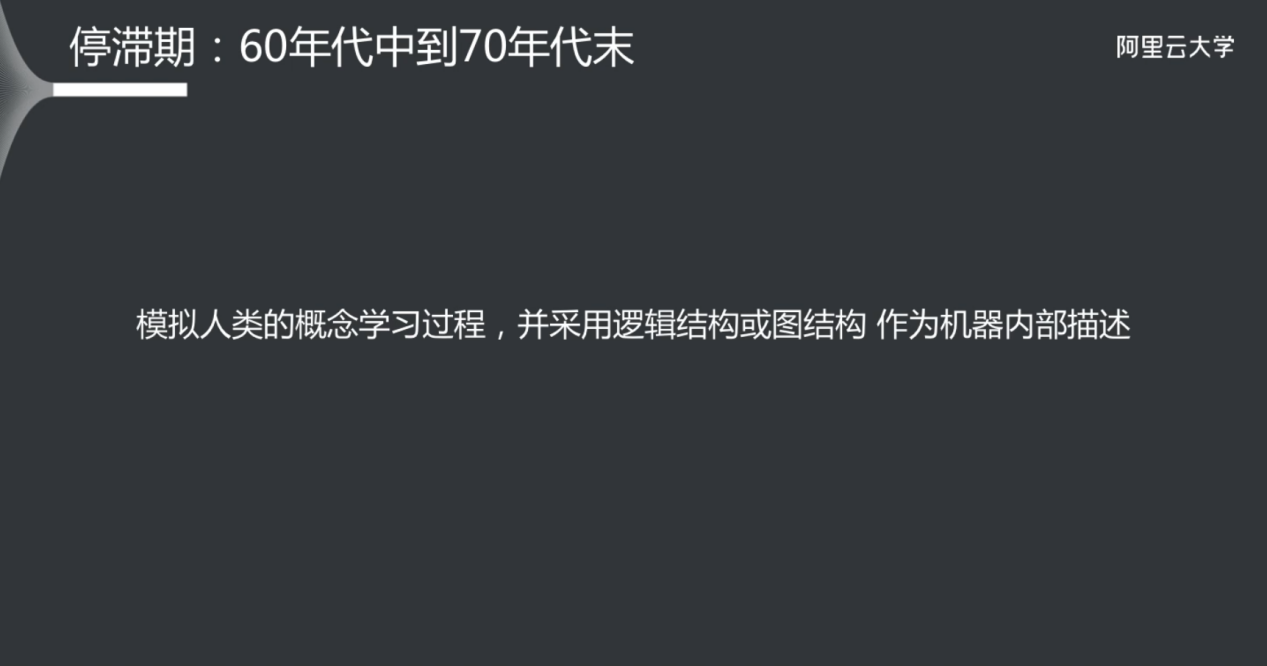 停滞期：60年代中到70年代末
阿里云大学
模拟人类的概念学习过程，并采用逻辑结构或图结构 作为机器内部描述